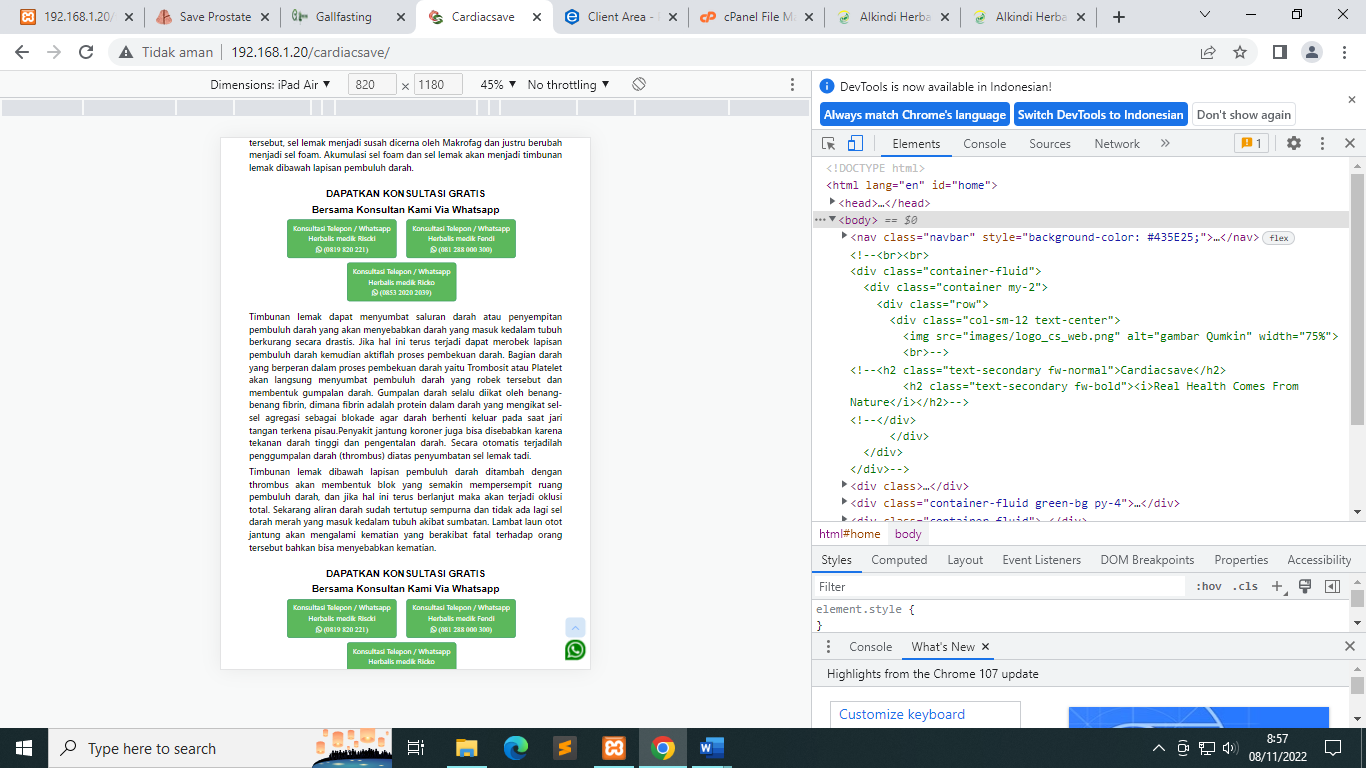 192.168.1.20/
Save Prostate
Gallfasting
Cardiacsave
Client Area -
cPanel File M
Alkindi Herba
Alkindi Herba
Tidak aman
192.168.1.20/cardiacsave/
Dimensions: iPad Air
820
×
1180
45%
No throttling
tersebut, sel lemak menjadi susah dicerna oleh Makrofag dan justru berubah
menjadi sel foam. Akumulasi sel foam dan sel lemak akan menjadi timbunan
lemak dibawah lapisan pembuluh darah.
DAPATKAN KONSULTASI GRATIS
Bersama Konsultan Kami Via Whatsapp
Konsultasi Telepon / Whatsapp
Herbalis medik Riscki
(0819 820 221)
Konsultasi Telepon / Whatsapp
Herbalis medik Fendi
(081 288 000 300)
Konsultasi Telepon / Whatsapp
Herbalis medik Ricko
(0853 2020 2039)
Timbunan lemak dapat menyumbat saluran darah atau penyempitan
pembuluh darah yang akan menyebabkan darah yang masuk kedalam tubuh
berkurang secara drastis. Jika hal ini terus terjadi dapat merobek lapisan
pembuluh darah kemudian aktiflah proses pembekuan darah. Bagian darah
yang berperan dalam proses pembekuan darah yaitu Trombosit atau Platelet
akan langsung menyumbat pembuluh darah yang robek tersebut dan
membentuk gumpalan darah. Gumpalan darah selalu diikat oleh benang-
benang fibrin, dimana fibrin adalah protein dalam darah yang mengikat sel-
sel agregasi sebagai blokade agar darah berhenti keluar pada saat jari
tangan terkena pisau.Penyakit jantung koroner juga bisa disebabkan karena
tekanan darah tinggi dan pengentalan darah. Secara otomatis terjadilah
penggumpalan darah (thrombus) diatas penyumbatan sel lemak tadi.
Timbunan lemak dibawah lapisan pembuluh darah ditambah dengan
thrombus akan membentuk blok yang semakin mempersempit ruang
pembuluh darah, dan jika hal ini terus berlanjut maka akan terjadi oklusi
total. Sekarang aliran darah sudah tertutup sempurna dan tidak ada lagi sel
darah merah yang masuk kedalam tubuh akibat sumbatan. Lambat laun otot
jantung akan mengalami kematian yang berakibat fatal terhadap orang
tersebut bahkan bisa menyebabkan kematian.
DAPATKAN KONSULTASI GRATIS
Bersama Konsultan Kami Via Whatsapp
Konsultasi Telepon / Whatsapp
Herbalis medik Riscki
(0819 820 221)
Konsultasi Telepon / Whatsapp
Herbalis medik Fendi
(081 288 000 300)
Konsultasi Telepon / Whatsapp
Herbalis medik Ricko
DevTools is now available in Indonesian!
Always match Chrome's language
Switch DevTools to Indonesian
Don't show again
Elements
Console
Sources
Network
»
1
<!DOCTYPE html>
<html lang="en" id="home">
<head>…</head>
<body> == $0
<nav class="navbar" style="background-color: #435E25;">…</nav> flex
<!--<br><br>
<div class="container-fluid">
<div class="container my-2">
<div class="row">
<div class="col-sm-12 text-center">
<img src="images/logo_cs_web.png" alt="gambar Qumkin" width="75%">
<br>-->
<!--<h2 class="text-secondary fw-normal">Cardiacsave</h2>
<h2 class="text-secondary fw-bold"><i>Real Health Comes From
Nature</i></h2>-->
<!--</div>
</div>
</div>
</div>-->
<div class>…</div>
<div class="container-fluid green-bg py-4">…</div>
<div class="container-fluid">…</div>
html#home
body
Styles
Computed
Layout
Event Listeners
DOM Breakpoints
Properties
Accessibility
Filter
:hov
.cls
element.style {
}
Console
What's New
Highlights from the Chrome 107 update
Customize keyboard
Type here to search
8:57
08/11/2022